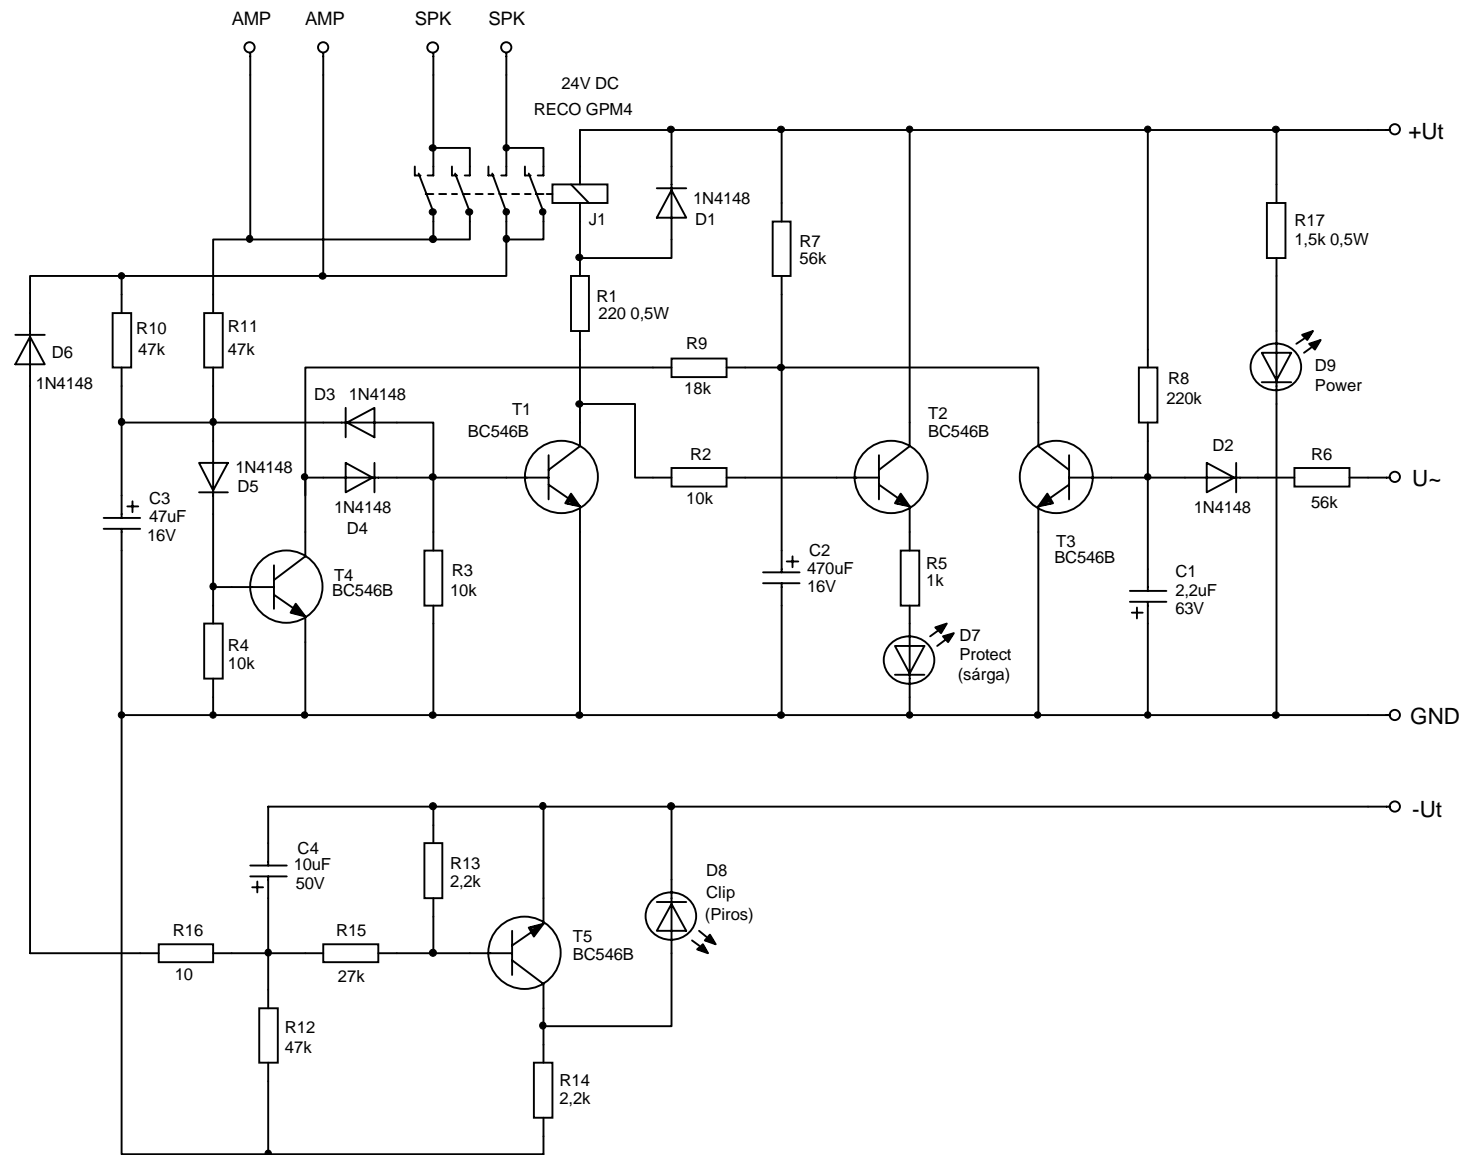 AMP AMP SPK SPK
24V DC
RECO GPM4
+Ut
J1
1N4148
D1
R7
56k
R17
1,5k 0,5W
R1
220 0,5W
R10
47k
R11
47k
D6
1N4148
R9
18k
D9
Power
R8
220k
D3 1N4148
T1
BC546B
T2
BC546B
1N4148
D5
1N4148
D4
R2
10k
D2
1N4148
R6
56k
U~
C3
47uF
16V
+
T4
BC546B
R3
10k
C2
470uF
16V
+
R5
1k
T3
BC546B
C1
2,2uF
63V
+
R4
10k
D7
Protect
(sárga)
GND
-Ut
C4
10uF
50V
+
R13
2,2k
D8
Clip
(Piros)
R16
10
R15
27k
T5
BC546B
R12
47k
R14
2,2k